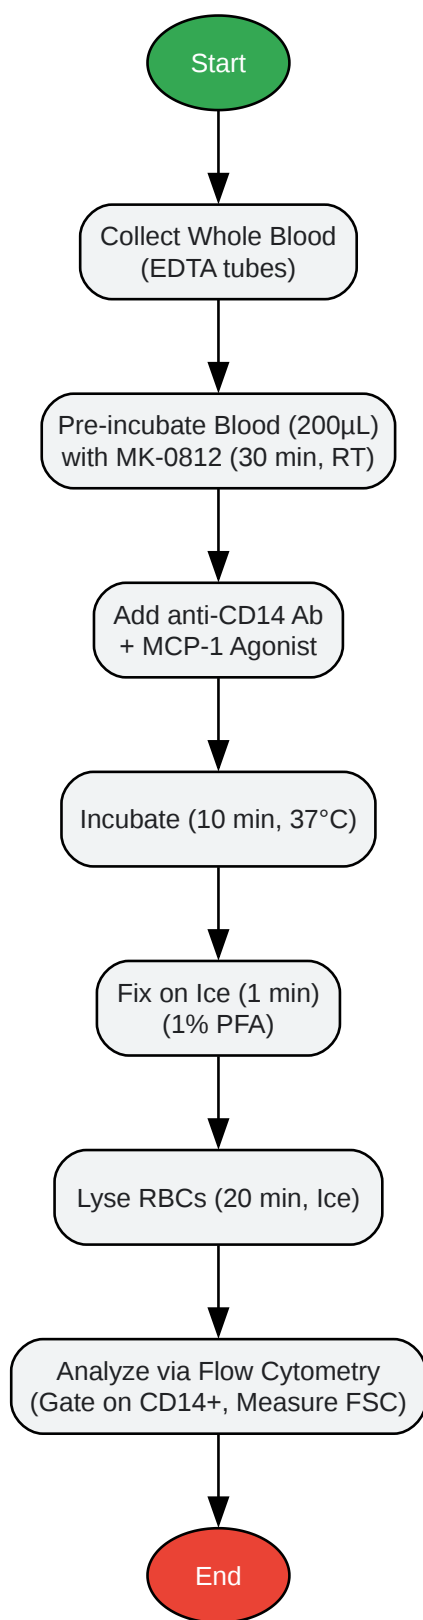 Start
Collect Whole Blood
(EDTA tubes)
Pre-incubate Blood (200µL)
with MK-0812 (30 min, RT)
Add anti-CD14 Ab
+ MCP-1 Agonist
Incubate (10 min, 37°C)
Fix on Ice (1 min)
(1% PFA)
Lyse RBCs (20 min, Ice)
Analyze via Flow Cytometry
(Gate on CD14+, Measure FSC)
End